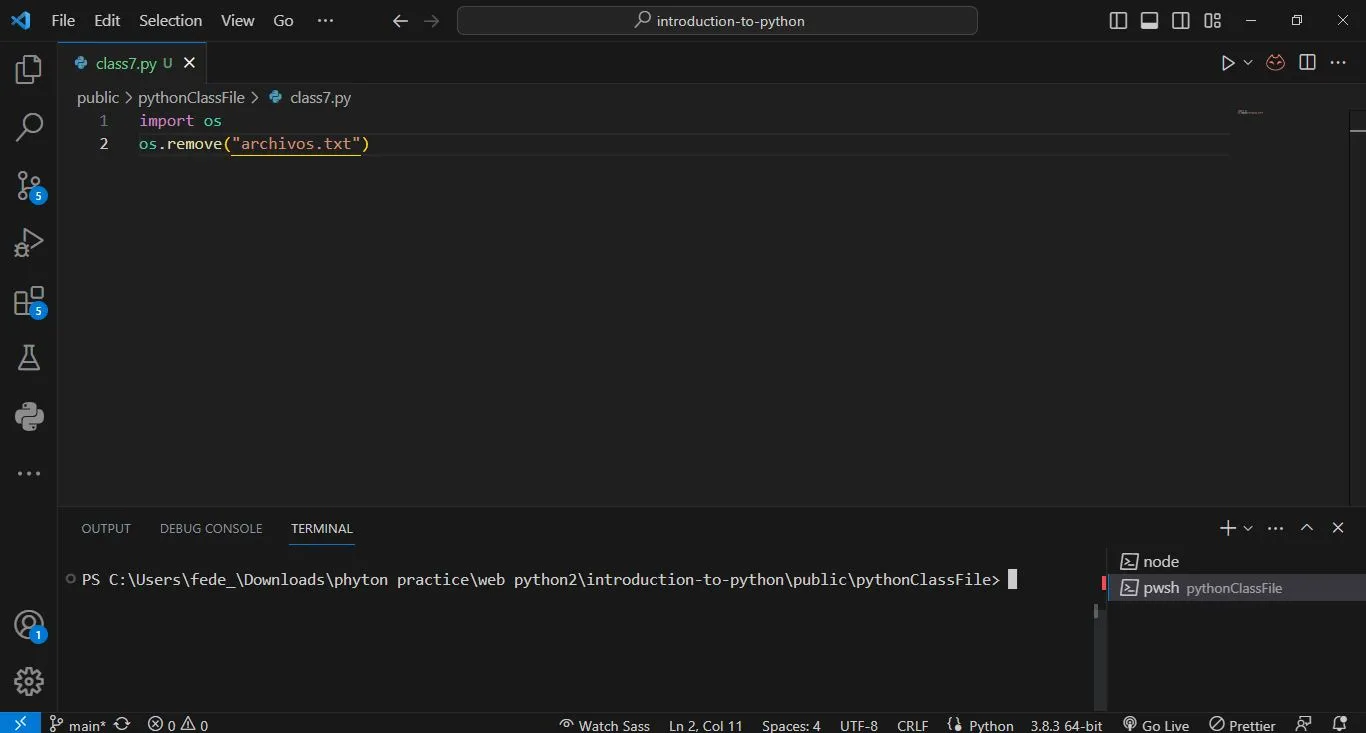 File Edit Selection View Go ··· introduction-to-python
class7.py U
public > pythonClassFile > class7.py
1 import os
2 os.remove("archivos.txt")
5
5
OUTPUT DEBUG CONSOLE TERMINAL
PS C:\Users\fede_\Downloads\phyton practice\web python2\introduction-to-python\public\pythonClassFile>
node
pwsh pythonClassFile
1
main* 0 0 Watch Sass Ln 2, Col 11 Spaces: 4 UTF-8 CRLF Python 3.8.3 64-bit Go Live Prettier